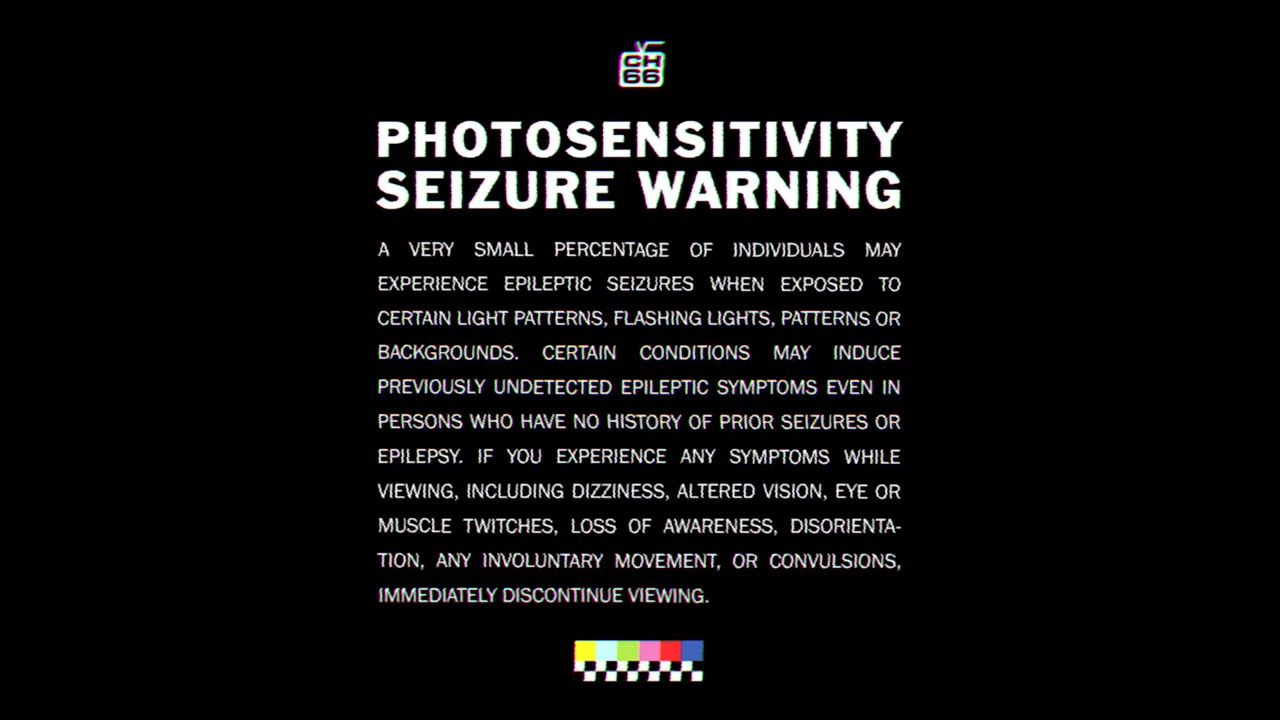 CH
66
PHOTOSENSITIVITY
SEIZURE WARNING
A VERY SMALL PERCENTAGE OF INDIVIDUALS MAY
EXPERIENCE EPILEPTIC SEIZURES WHEN EXPOSED TO
CERTAIN LIGHT PATTERNS, FLASHING LIGHTS, PATTERNS OR
BACKGROUNDS. CERTAIN CONDITIONS MAY INDUCE
PREVIOUSLY UNDETECTED EPILEPTIC SYMPTOMS EVEN IN
PERSONS WHO HAVE NO HISTORY OF PRIOR SEIZURES OR
EPILEPSY. IF YOU EXPERIENCE ANY SYMPTOMS WHILE
VIEWING, INCLUDING DIZZINESS, ALTERED VISION, EYE OR
MUSCLE TWITCHES, LOSS OF AWARENESS, DISORIENTA-
TION, ANY INVOLUNTARY MOVEMENT, OR CONVULSIONS,
IMMEDIATELY DISCONTINUE VIEWING.